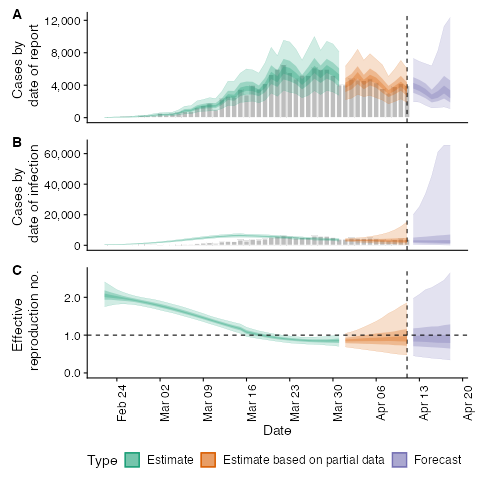 A
Cases by
date of report
12,000
8,000
4,000
0
B
Cases by
date of infection
60,000
40,000
20,000
0
C
Effective
reproduction no.
2.0
1.0
0.0
Feb 24
Mar 02
Mar 09
Mar 16
Mar 23
Mar 30
Apr 06
Apr 13
Apr 20
Date
Type Estimate Estimate based on partial data Forecast